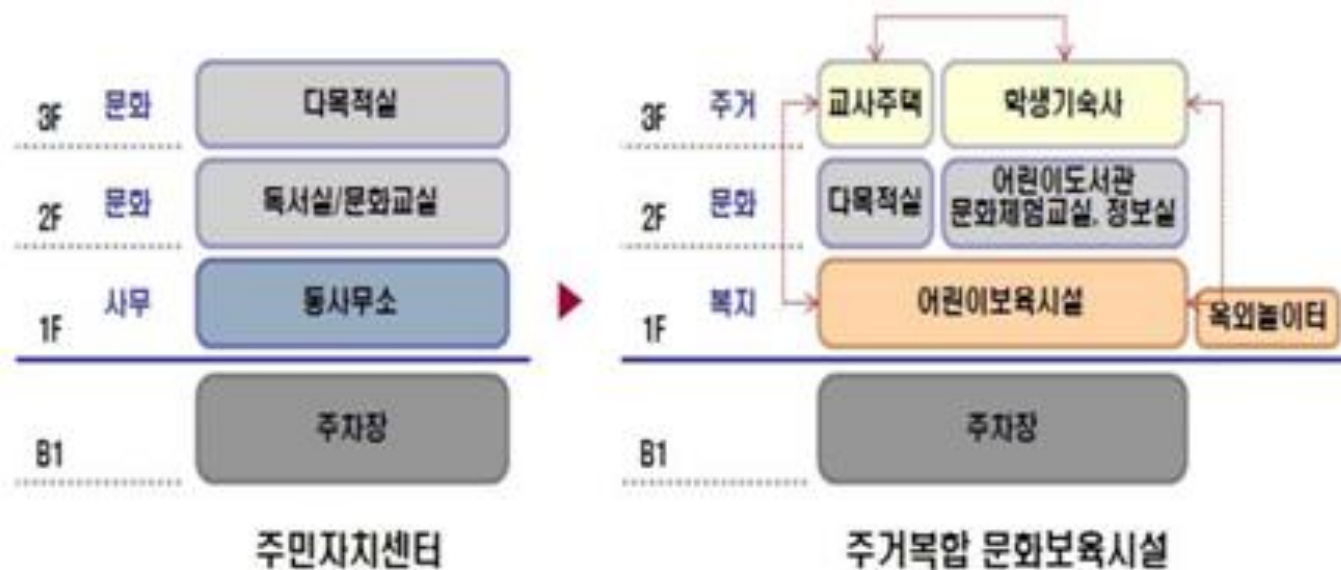 3F 문화 다목적실
2F 문화 독서실/문화교실
1F 사무 동사무소
B1 주차장
주민자치센터
3F 주거 교사주택 학생기숙사
2F 문화 다목적실 어린이도서관
문화체험교실, 정보실
1F 복지 어린이보육시설 옥외놀이터
B1 주차장
주거복합 문화보육시설